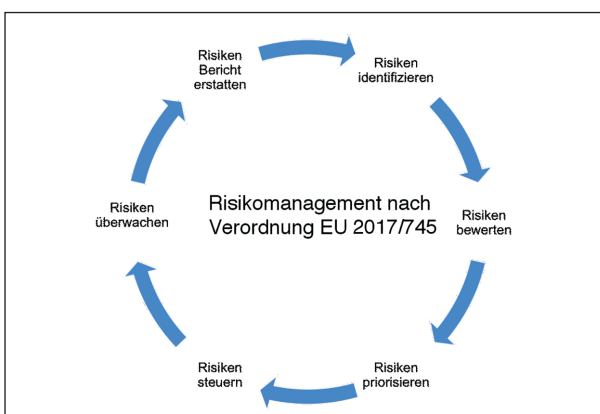 Risiken
Bericht
erstatten
Risiken
identifizieren
Risiken
bewerten
Risiken
priorisieren
Risiken
steuern
Risiken
überwachen
Risikomanagement nach
Verordnung EU 2017/745